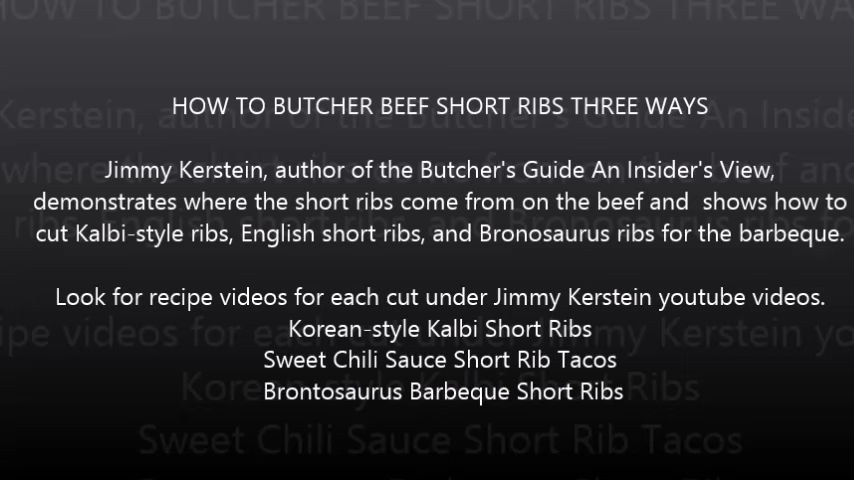 HOW TO BUTCHER BEEF SHORT RIBS THREE WAYS
Jimmy Kerstein, author of the Butcher's Guide An Insider's View,
demonstrates where the short ribs come from on the beef and  shows how to
cut Kalbi-style ribs, English short ribs, and Bronosaurus ribs for the barbeque.
Look for recipe videos for each cut under Jimmy Kerstein youtube videos.
Korean-style Kalbi Short Ribs
Sweet Chili Sauce Short Rib Tacos
Brontosaurus Barbeque Short Ribs